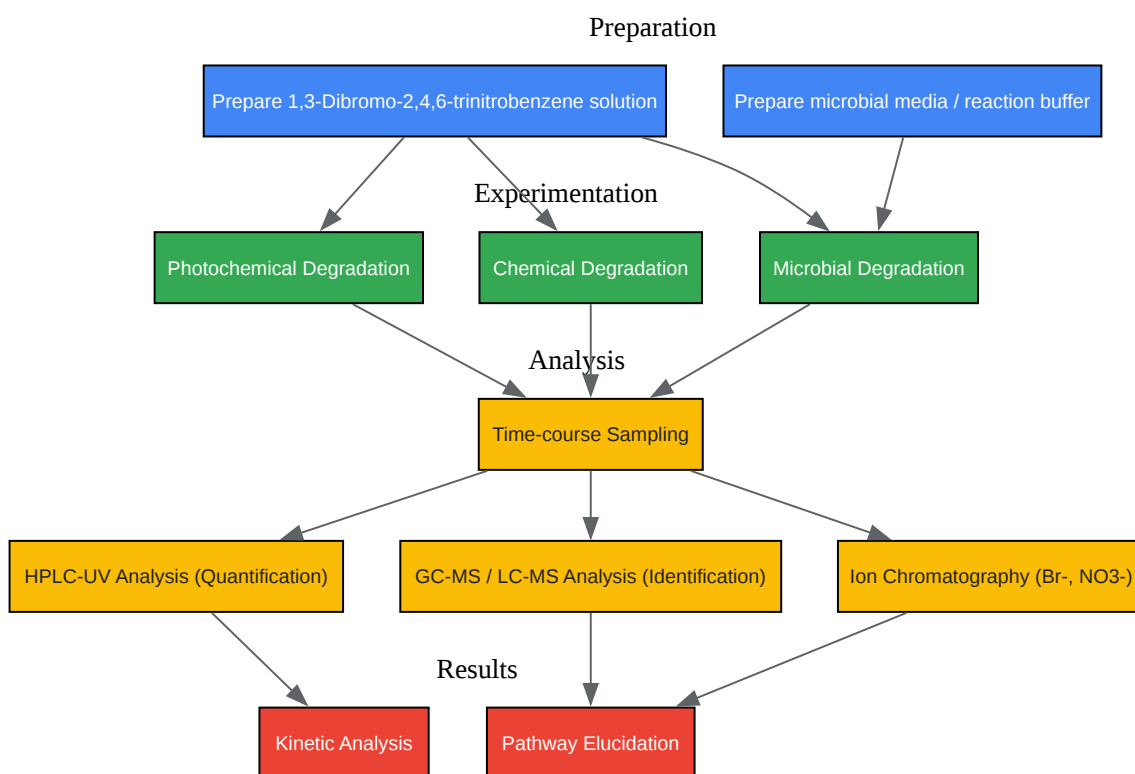 Preparation
Prepare 1,3-Dibromo-2,4,6-trinitrobenzene solution
Prepare microbial media / reaction buffer
Experimentation
Photochemical Degradation
Chemical Degradation
Microbial Degradation
Analysis
Time-course Sampling
HPLC-UV Analysis (Quantification)
GC-MS / LC-MS Analysis (Identification)
Ion Chromatography (Br-, NO3-)
Results
Kinetic Analysis
Pathway Elucidation